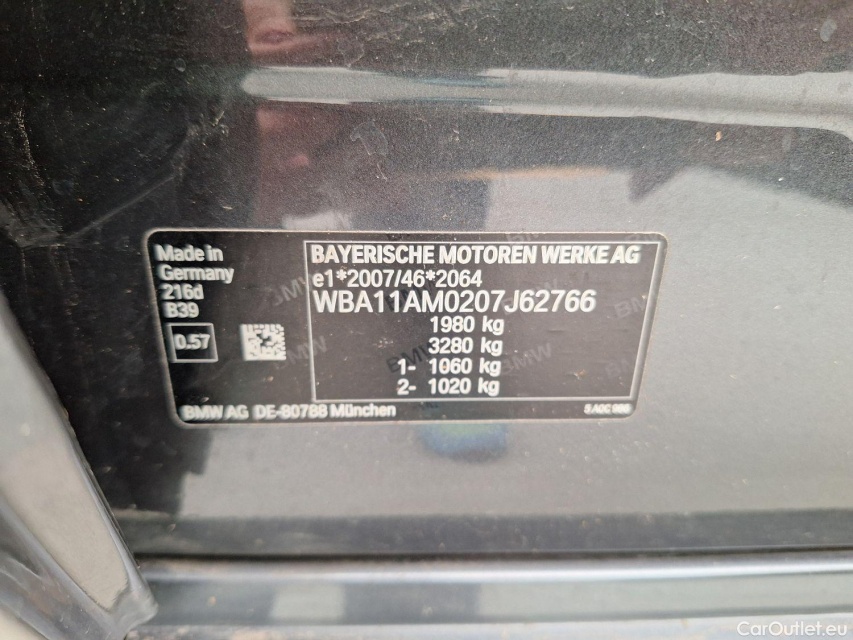 Made in
Germany
216d
B39
0.57
BAYERISCHE MOTOREN WERKE AG
e1*2007/46*2064
WBA11AM0207J62766
1980 kg
3280 kg
1- 1060 kg
2- 1020 kg
BMW AG DE-80788 München
CarOutlet.eu